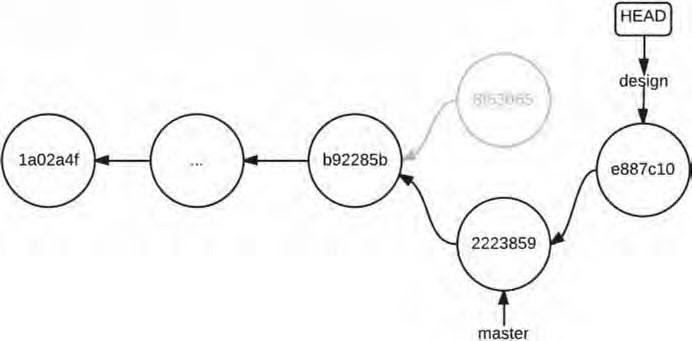 HEAD
design
1a02a4f
...
b92285b
e887c10
2223859
master